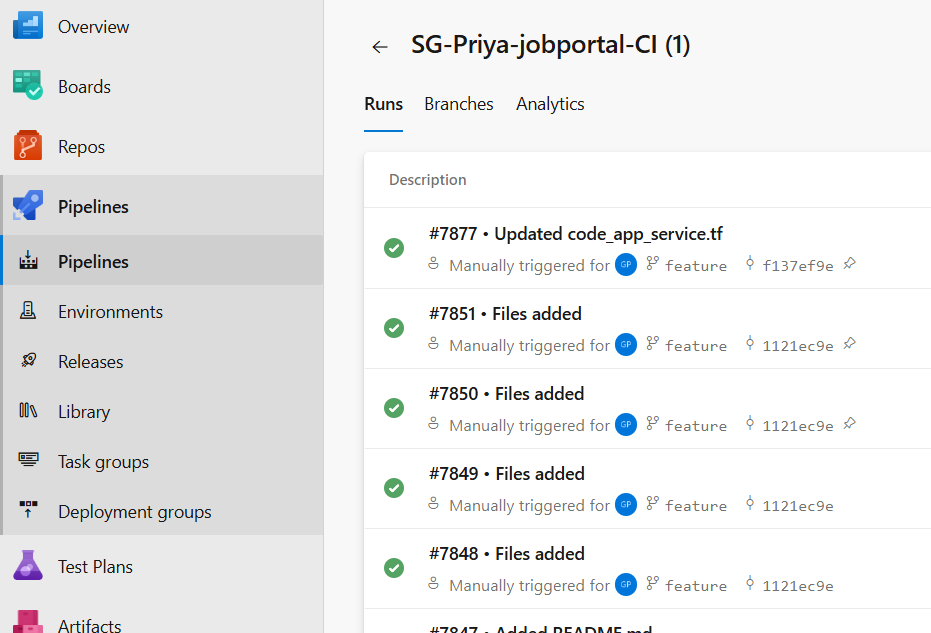 Overview
Boards
Repos
Pipelines
Pipelines
Environments
Releases
Library
Task groups
Deployment groups
Test Plans
Artifacts
SG-Priya-jobportal-CI (1)
Runs Branches Analytics
Description
#7877 • Updated code_app_service.tf
Manually triggered for GP feature f137ef9e
#7851 • Files added
Manually triggered for GP feature 1121ec9e
#7850 • Files added
Manually triggered for GP feature 1121ec9e
#7849 • Files added
Manually triggered for GP feature 1121ec9e
#7848 • Files added
Manually triggered for GP feature 1121ec9e
#7847 • Added README.md